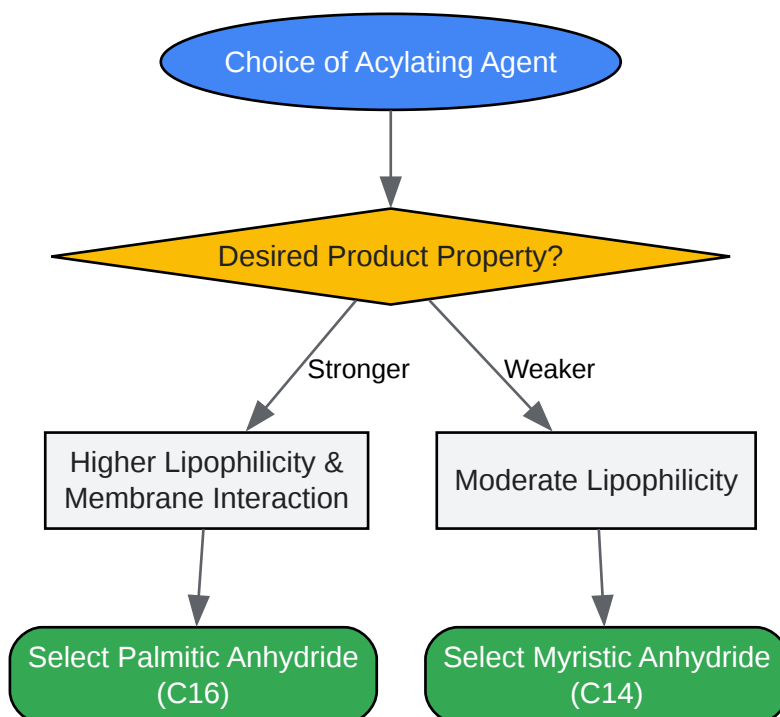 Choice of Acylating Agent
Desired Product Property?
Stronger
Weaker
Higher Lipophilicity &
Membrane Interaction
Moderate Lipophilicity
Select Palmitic Anhydride
(C16)
Select Myristic Anhydride
(C14)